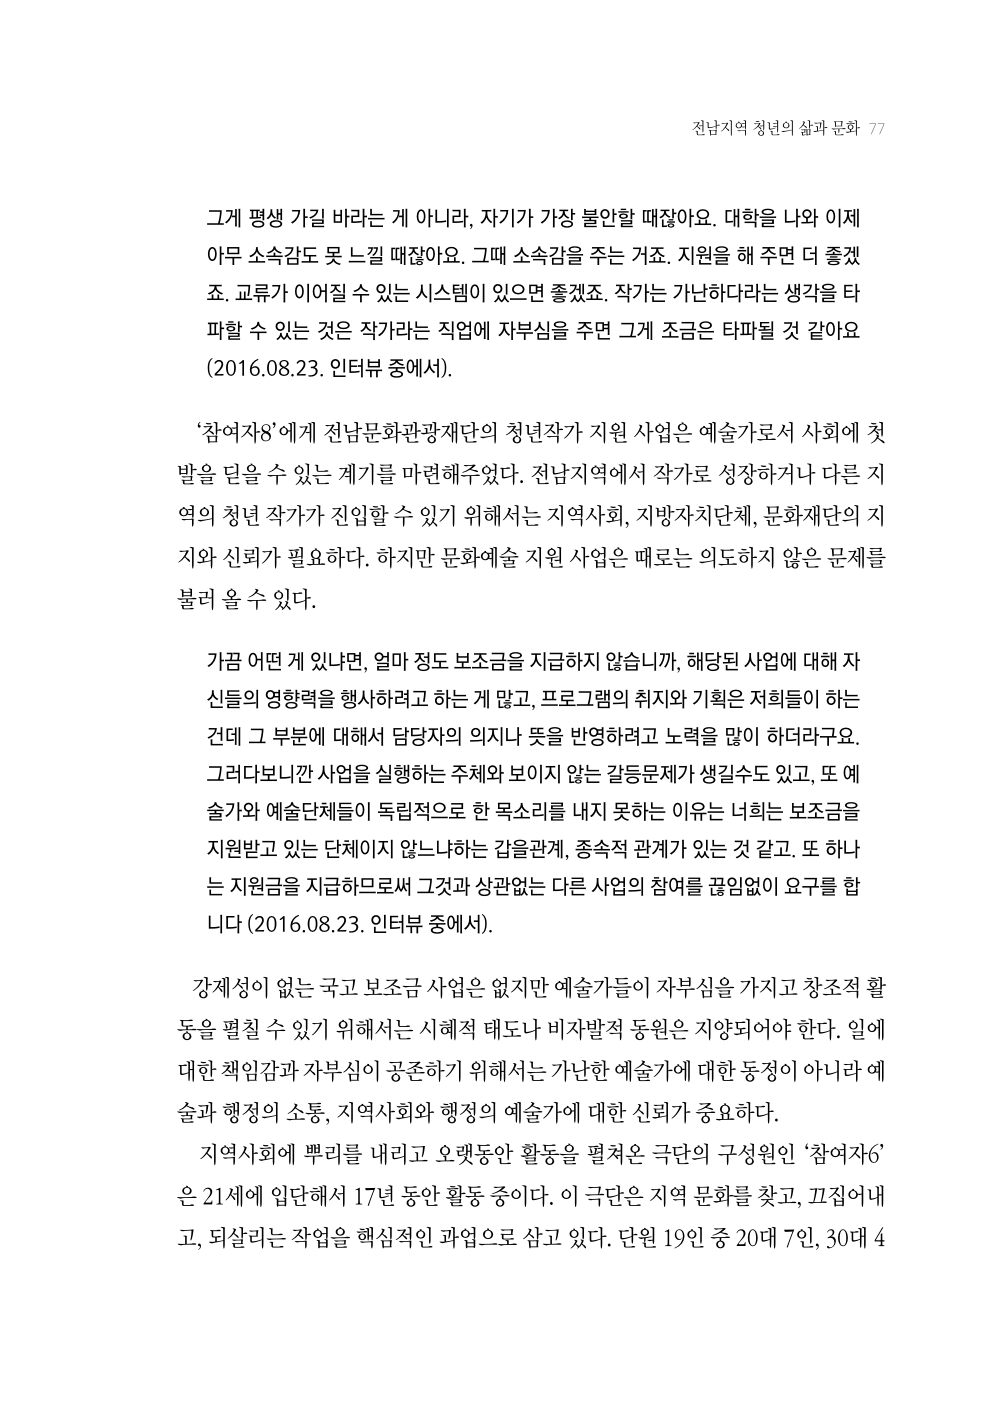 전남지역 청년의 삶과 문화 77
그게 평생 가길 바라는 게 아니라, 자기가 가장 불안할 때잖아요. 대학을 나와 이제
아무 소속감도 못 느낄 때잖아요. 그때 소속감을 주는 거죠. 지원을 해 주면 더 좋겠
죠. 교류가 이어질 수 있는 시스템이 있으면 좋겠죠. 작가는 가난하다라는 생각을 타
파할 수 있는 것은 작가라는 직업에 자부심을 주면 그게 조금은 타파될 것 같아요
(2016.08.23. 인터뷰 중에서).
‘참여자8’에게 전남문화관광재단의 청년작가 지원 사업은 예술가로서 사회에 첫
발을 딛을 수 있는 계기를 마련해주었다. 전남지역에서 작가로 성장하거나 다른 지
역의 청년 작가가 진입할 수 있기 위해서는 지역사회, 지방자치단체, 문화재단의 지
지와 신뢰가 필요하다. 하지만 문화예술 지원 사업은 때로는 의도하지 않은 문제를
불러 올 수 있다.
가끔 어떤 게 있냐면, 얼마 정도 보조금을 지급하지 않습니까, 해당된 사업에 대해 자
신들의 영향력을 행사하려고 하는 게 많고, 프로그램의 취지와 기획은 저희들이 하는
건데 그 부분에 대해서 담당자의 의지나 뜻을 반영하려고 노력을 많이 하더라구요.
그러다보니깐 사업을 실행하는 주체와 보이지 않는 갈등문제가 생길수도 있고, 또 예
술가와 예술단체들이 독립적으로 한 목소리를 내지 못하는 이유는 너희는 보조금을
지원받고 있는 단체이지 않느냐하는 갑을관계, 종속적 관계가 있는 것 같고. 또 하나
는 지원금을 지급하므로써 그것과 상관없는 다른 사업의 참여를 끊임없이 요구를 합
니다 (2016.08.23. 인터뷰 중에서).
강제성이 없는 국고 보조금 사업은 없지만 예술가들이 자부심을 가지고 창조적 활
동을 펼칠 수 있기 위해서는 시혜적 태도나 비자발적 동원은 지양되어야 한다. 일에
대한 책임감과 자부심이 공존하기 위해서는 가난한 예술가에 대한 동정이 아니라 예
술과 행정의 소통, 지역사회와 행정의 예술가에 대한 신뢰가 중요하다.
지역사회에 뿌리를 내리고 오랫동안 활동을 펼쳐온 극단의 구성원인 ‘참여자6’
은 21세에 입단해서 17년 동안 활동 중이다. 이 극단은 지역 문화를 찾고, 끄집어내
고, 되살리는 작업을 핵심적인 과업으로 삼고 있다. 단원 19인 중 20대 7인, 30대 4